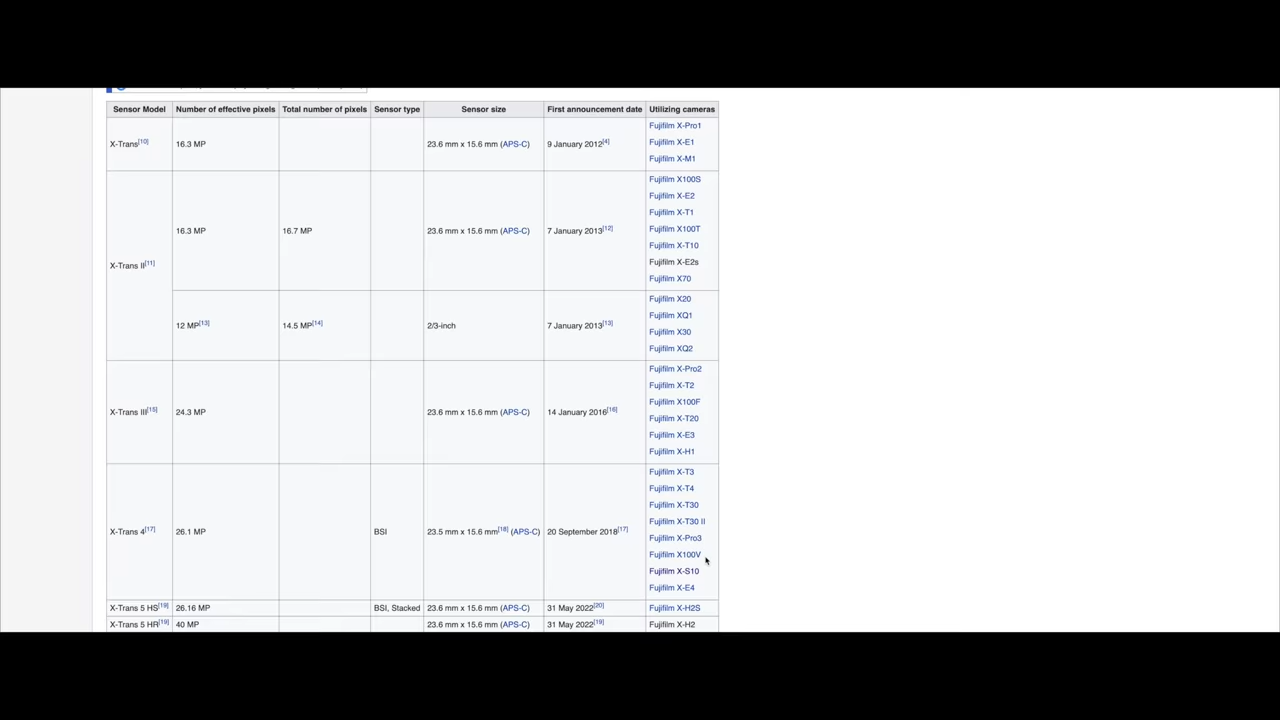 Sensor Model Number of effective pixels Total number of pixels Sensor type Sensor size First announcement date Utilizing cameras
X-Trans[10] 16.3 MP 23.6 mm x 15.6 mm (APS-C) 9 January 2012[4]
Fujifilm X-Pro1
Fujifilm X-E1
Fujifilm X-M1
X-Trans II[11]
16.3 MP 16.7 MP 23.6 mm x 15.6 mm (APS-C) 7 January 2013[12]
Fujifilm X100S
Fujifilm X-E2
Fujifilm X-T1
Fujifilm X100T
Fujifilm X-T10
Fujifilm X-E2s
Fujifilm X70
12 MP[13] 14.5 MP[14] 2/3-inch 7 January 2013[13]
Fujifilm X20
Fujifilm XQ1
Fujifilm X30
Fujifilm XQ2
X-Trans III[15] 24.3 MP 23.6 mm x 15.6 mm (APS-C) 14 January 2016[16]
Fujifilm X-Pro2
Fujifilm X-T2
Fujifilm X100F
Fujifilm X-T20
Fujifilm X-E3
Fujifilm X-H1
X-Trans 4[17] 26.1 MP BSI 23.5 mm x 15.6 mm[18] (APS-C) 20 September 2018[17]
Fujifilm X-T3
Fujifilm X-T4
Fujifilm X-T30
Fujifilm X-T30 II
Fujifilm X-Pro3
Fujifilm X100V
Fujifilm X-S10
Fujifilm X-E4
X-Trans 5 HS[19] 26.16 MP BSI, Stacked 23.6 mm x 15.6 mm (APS-C) 31 May 2022[20] Fujifilm X-H2S
X-Trans 5 HR[19] 40 MP 23.6 mm x 15.6 mm (APS-C) 31 May 2022[19] Fujifilm X-H2